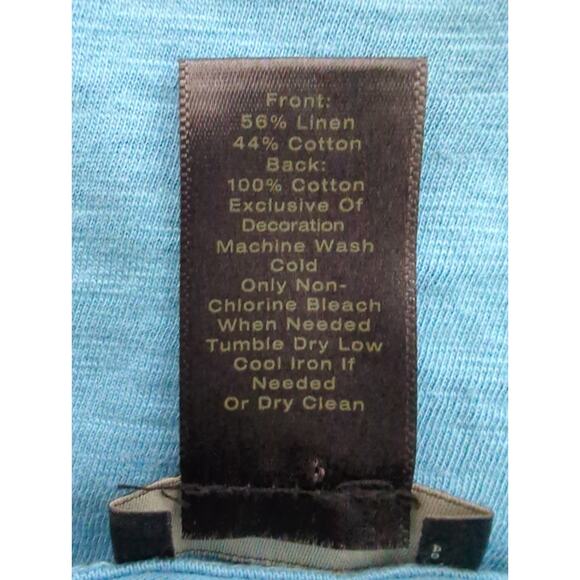 Front:
56% Linen
44% Cotton
Back:
100% Cotton
Exclusive Of
Decoration
Machine Wash
Cold
Only Non-
Chlorine Bleach
When Needed
Tumble Dry Low
Cool Iron If
Needed
Or Dry Clean